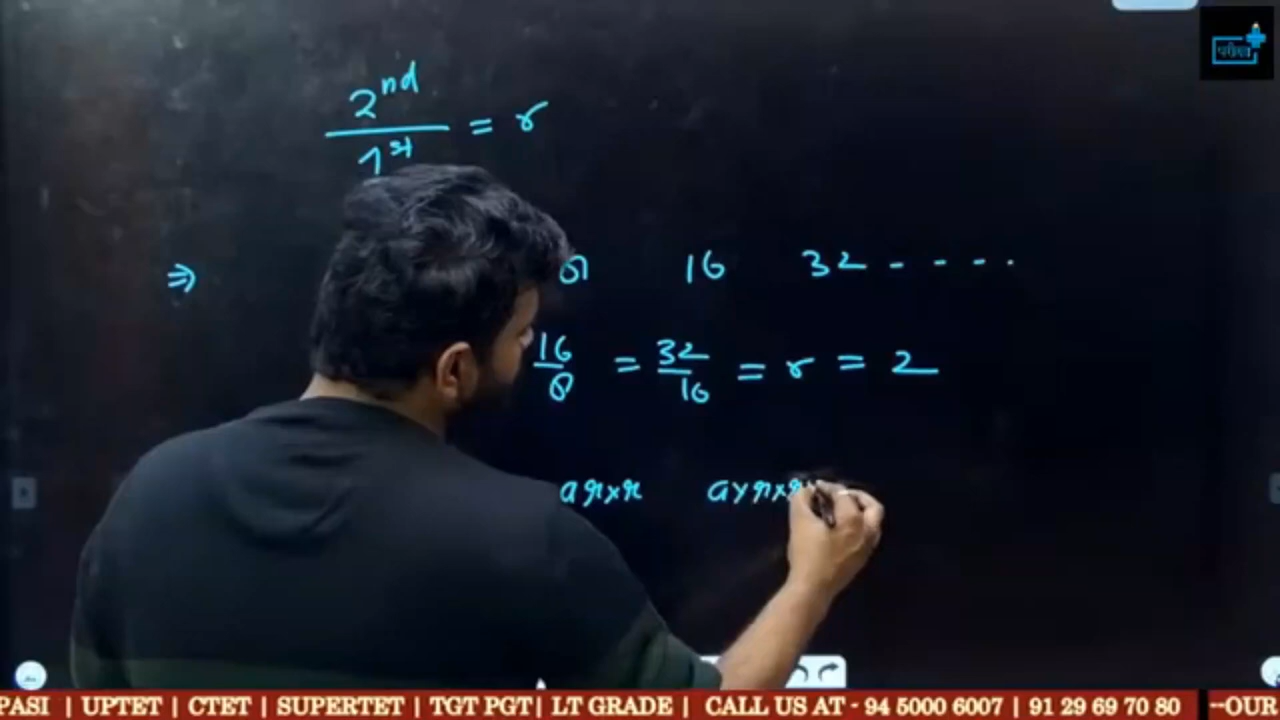 परीक्षा
2nd
1st = r
⇒ 8 16 32 - - - -
16/8 = 32/16 = r = 2
ar×r a×r×r×
PASI | UPTET | CTET | SUPERTET | TGT PGT| LT GRADE | CALL US AT - 94 5000 6007 | 91 29 69 70 80 --OUR